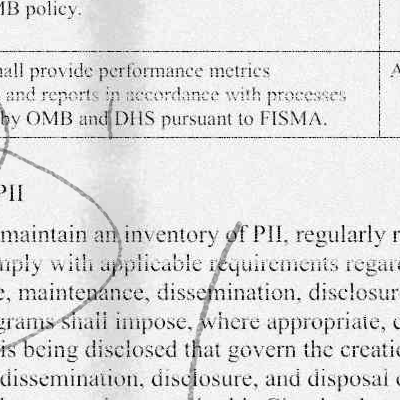 MB policy.
hall provide performance metrics
and reports in accordance with processes
by OMB and DHS pursuant to FISMA.
A
PII
maintain an inventory of PII, regularly r
mply with applicable requirements regar
e, maintenance, dissemination, disclosur
grams shall impose, where appropriate, c
is being disclosed that govern the creati
dissemination, disclosure, and disposal o